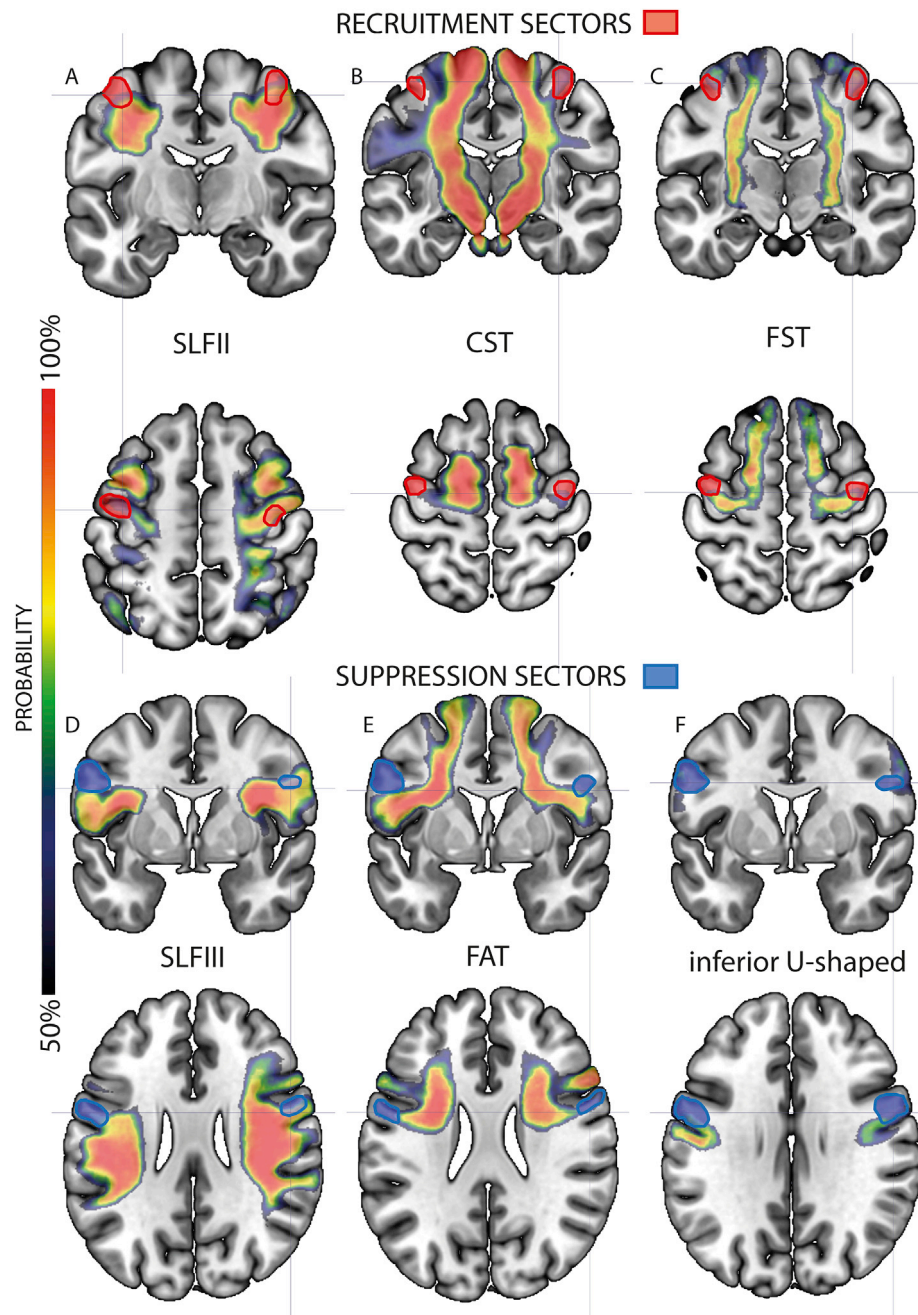 RECRUITMENT SECTORS
A
B
C
SLFII
CST
FST
100%
PROBABILITY
50%
SUPPRESSION SECTORS
D
E
F
SLFIII
FAT
inferior U-shaped